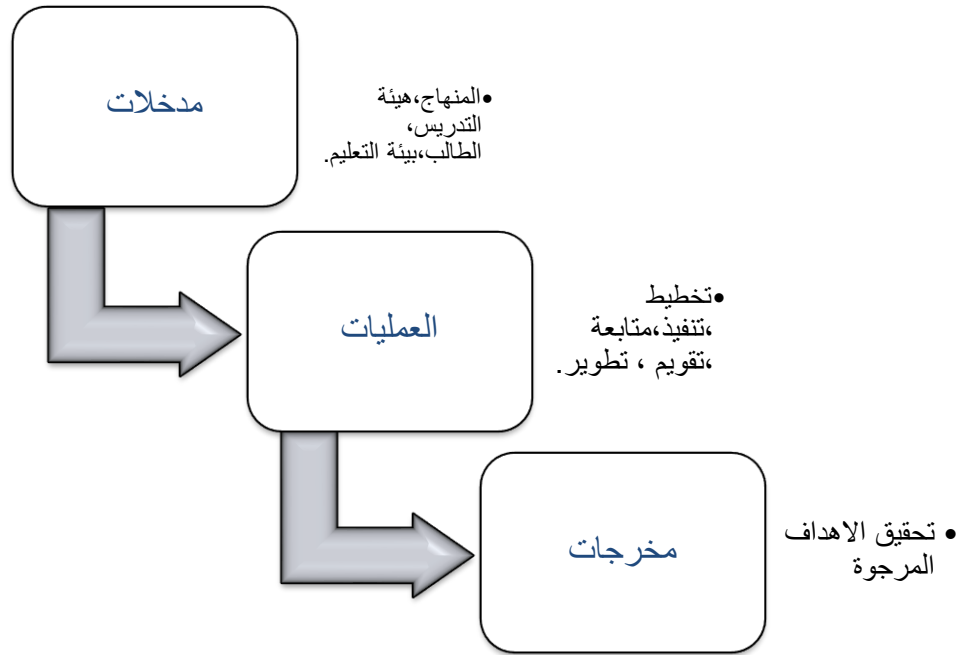 مدخلات
•المنهاج،هيئة
التدريس،
الطالب،بيئة التعليم.
العمليات
•تخطيط
،تنفيذ،متابعة
،تقويم ، تطوير.
مخرجات
• تحقيق الاهداف
المرجوة